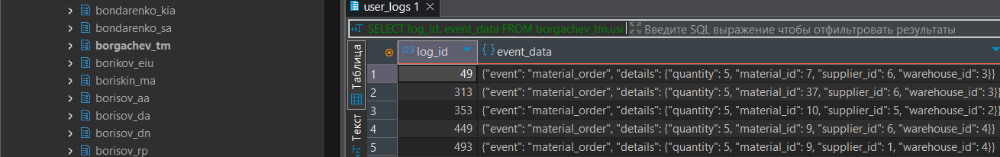 bondarenko_kia
bondarenko_sa
borgachev_tm
borikov_eiu
boriskin_ma
borisov_aa
borisov_da
borisov_dn
borisov_rp
user_logs 1
SELECT log_id, event_data FROM borgachev_tm.use
Введите SQL выражение чтобы отфильтровать результаты
Таблица
Текст
123 log_id {} event_data
1 49 {"event": "material_order", "details": {"quantity": 5, "material_id": 7, "supplier_id": 6, "warehouse_id": 3}}
2 313 {"event": "material_order", "details": {"quantity": 5, "material_id": 37, "supplier_id": 6, "warehouse_id": 3}}
3 353 {"event": "material_order", "details": {"quantity": 5, "material_id": 10, "supplier_id": 5, "warehouse_id": 2}}
4 449 {"event": "material_order", "details": {"quantity": 5, "material_id": 9, "supplier_id": 6, "warehouse_id": 4}}
5 493 {"event": "material_order", "details": {"quantity": 5, "material_id": 9, "supplier_id": 1, "warehouse_id": 4}}